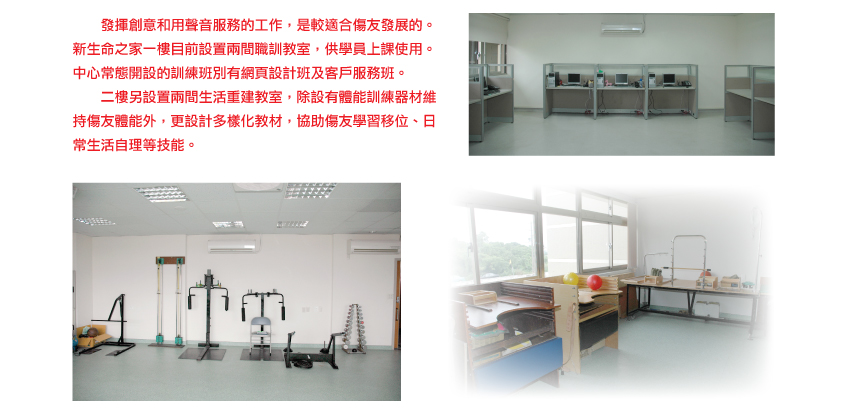 發揮創意和用聲音服務的工作，是較適合傷友發展的。
新生命之家一樓目前設置兩間職訓教室，供學員上課使用。
中心常態開設的訓練班別有網頁設計班及客戶服務班。
二樓另設置兩間生活重建教室，除設有體能訓練器材維
持傷友體能外，更設計多樣化教材，協助傷友學習移位、日
常生活自理等技能。